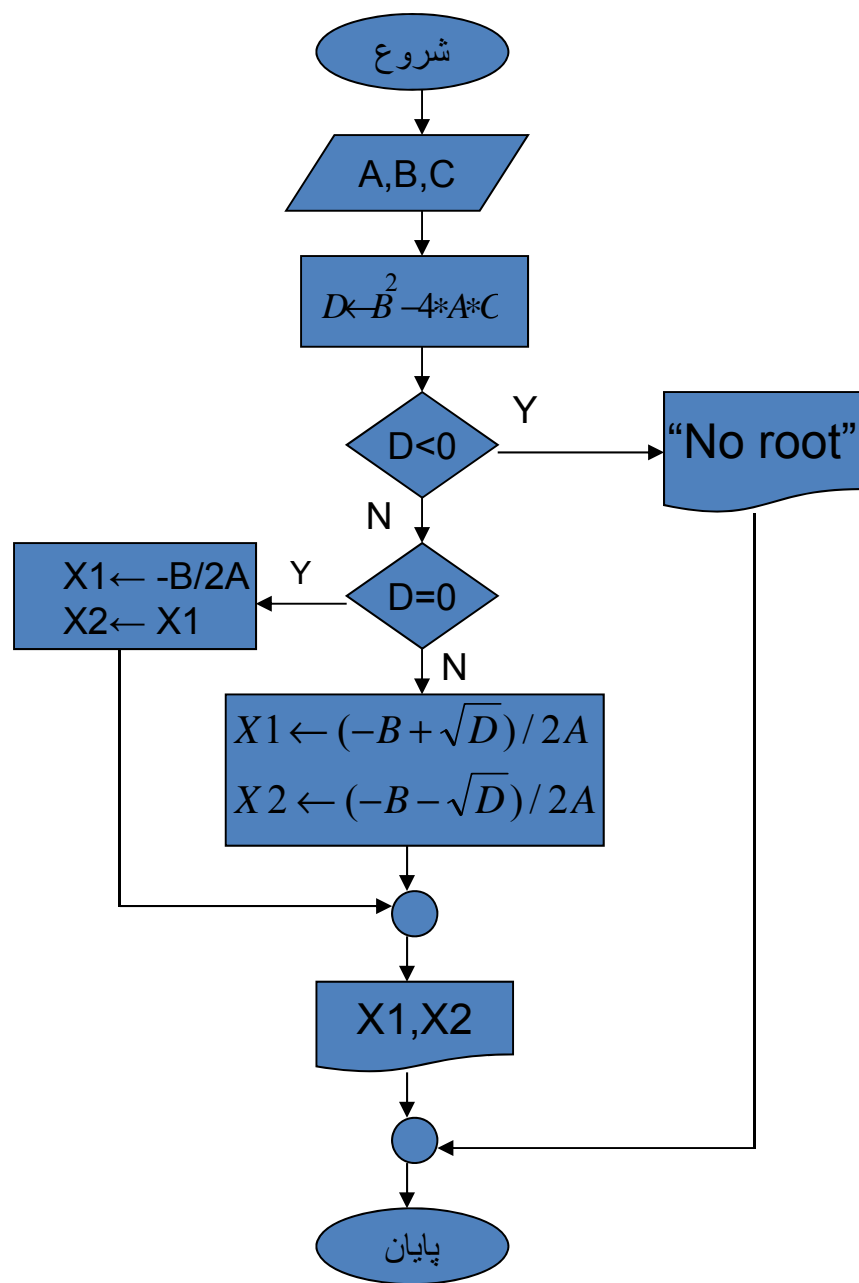 شروع
A,B,C
D←B²−4*A*C
D<0
Y
“No root”
N
D=0
Y
X1← -B/2A
X2← X1
N
X1←(−B+√D)/2A
X2←(−B−√D)/2A
X1,X2
پایان